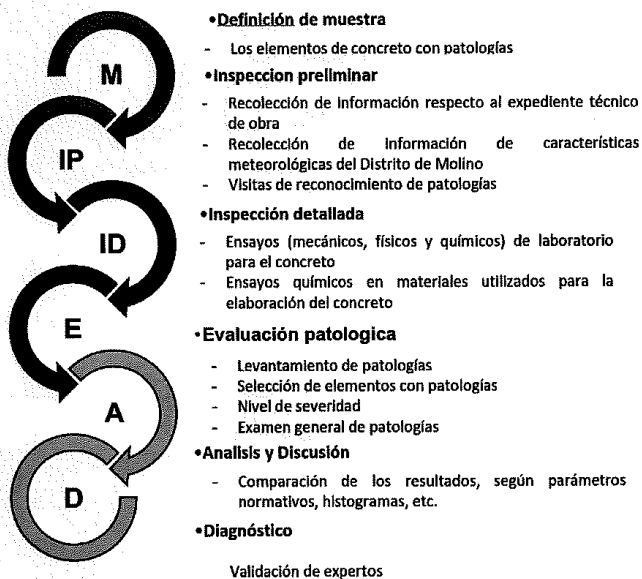 M
IP
ID
E
A
D
•Definición de muestra
- Los elementos de concreto con patologías
•Inspeccion preliminar
- Recolección de información respecto al expediente técnico
de obra
- Recolección de información de características
meteorológicas del Distrito de Molino
- Visitas de reconocimiento de patologías
•Inspección detallada
- Ensayos (mecánicos, físicos y químicos) de laboratorio
para el concreto
- Ensayos químicos en materiales utilizados para la
elaboración del concreto
•Evaluación patologica
- Levantamiento de patologías
- Selección de elementos con patologías
- Nivel de severidad
- Examen general de patologías
•Analisis y Discusión
- Comparación de los resultados, según parámetros
normativos, histogramas, etc.
•Diagnóstico
Validación de expertos